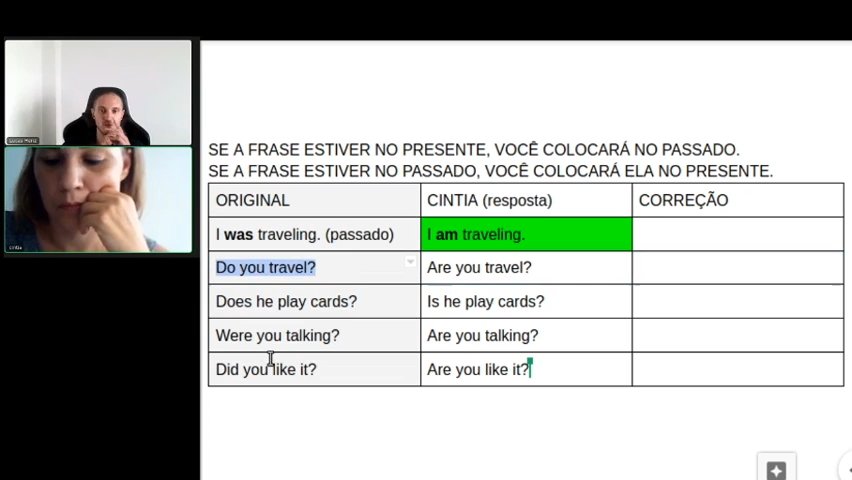 SE A FRASE ESTIVER NO PRESENTE, VOCÊ COLOCARÁ NO PASSADO.
SE A FRASE ESTIVER NO PASSADO, VOCÊ COLOCARÁ ELA NO PRESENTE.
ORIGINAL CINTIA (resposta) CORREÇÃO
I was traveling. (passado) I am traveling.
Do you travel? Are you travel?
Does he play cards? Is he play cards?
Were you talking? Are you talking?
Did you like it? Are you like it?